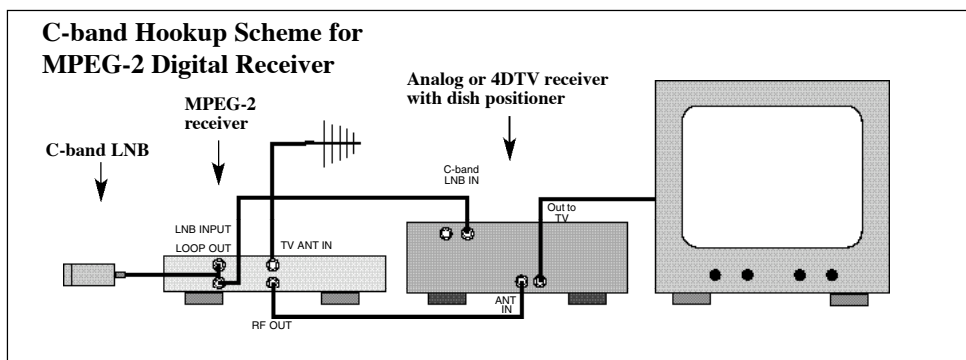 C-band Hookup Scheme for
MPEG-2 Digital Receiver
Analog or 4DTV receiver
with dish positioner
MPEG-2
receiver
C-band LNB
C-band
LNB IN
Out to
TV
LNB INPUT
LOOP OUT
TV ANT IN
ANT
IN
RF OUT